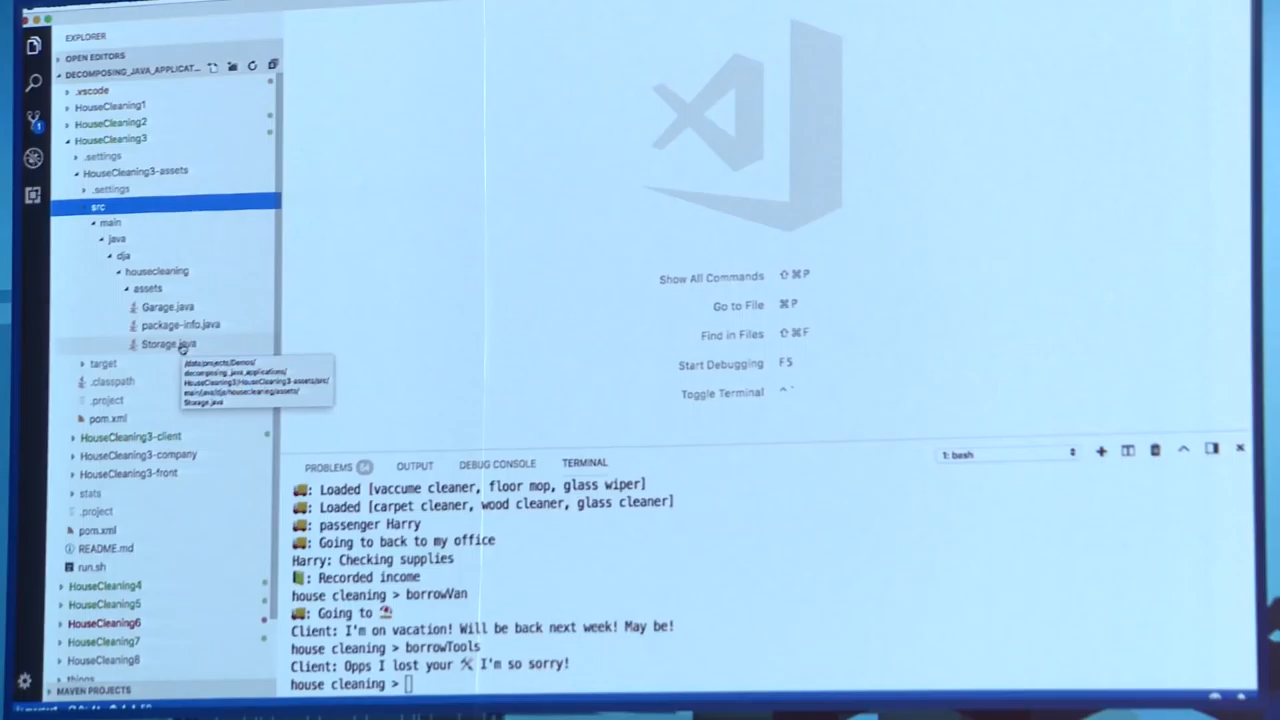 EXPLORER
OPEN EDITORS
DECOMPOSING_JAVA_APPLICAT...
.vscode
HouseCleaning1
HouseCleaning2
HouseCleaning3
.settings
HouseCleaning3-assets
.settings
src
main
java
dja
housecleaning
assets
Garage.java
package-info.java
Storage.java
/data/projects/Demos/
decomposing_java_applications/
HouseCleaning3/HouseCleaning3-assets/src/
main/java/dja/housecleaning/assets/
Storage.java
target
.classpath
.project
pom.xml
HouseCleaning3-client
HouseCleaning3-company
HouseCleaning3-front
stats
.project
pom.xml
README.md
run.sh
HouseCleaning4
HouseCleaning5
HouseCleaning6
HouseCleaning7
HouseCleaning8
things
MAVEN PROJECTS
1
Show All Commands ⇧⌘P
Go to File ⌘P
Find in Files ⇧⌘F
Start Debugging F5
Toggle Terminal ⌃`
PROBLEMS 54 OUTPUT DEBUG CONSOLE TERMINAL 1: bash
🚚: Loaded [vaccume cleaner, floor mop, glass wiper]
🚚: Loaded [carpet cleaner, wood cleaner, glass cleaner]
🚚: passenger Harry
🚚: Going to back to my office
Harry: Checking supplies
📗: Recorded income
house cleaning > borrowVan
🚚: Going to ⛱
Client: I'm on vacation! Will be back next week! May be!
house cleaning > borrowTools
Client: Opps I lost your 🛠 I'm so sorry!
house cleaning >